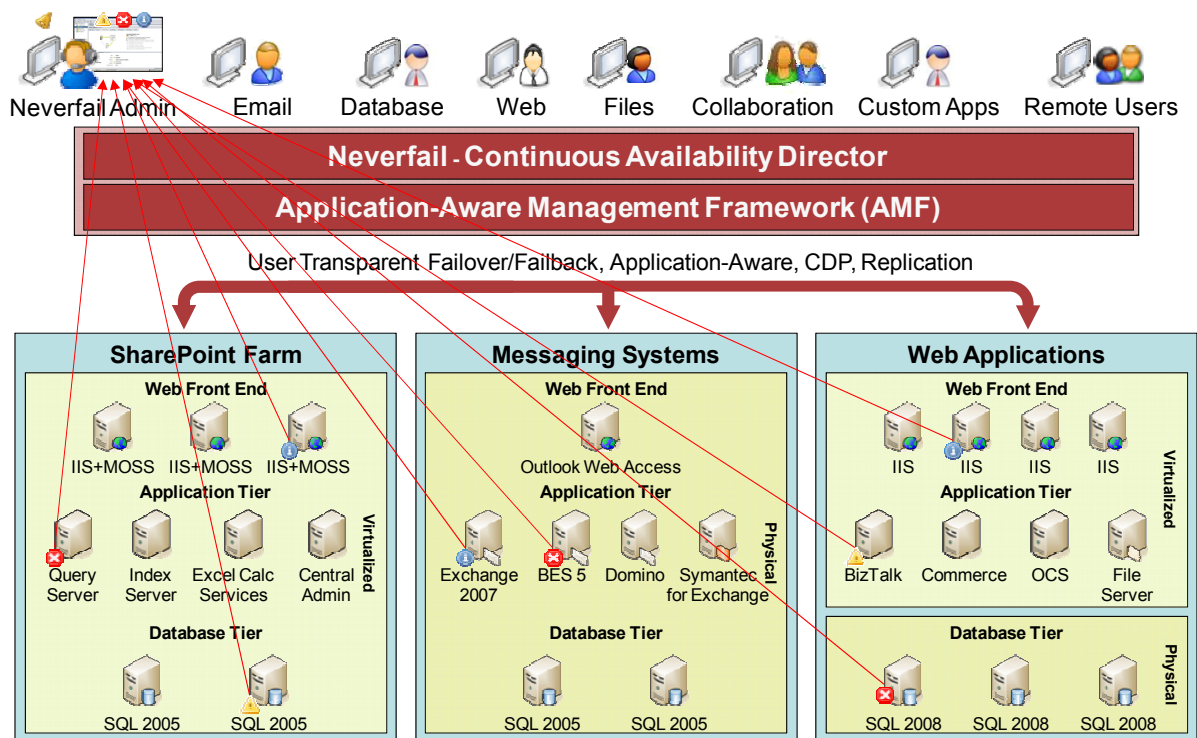 Neverfail Admin
Email
Database
Web
Files
Collaboration
Custom Apps
Remote Users
Neverfail - Continuous Availability Director
Application-Aware Management Framework (AMF)
User Transparent Failover/Failback, Application-Aware, CDP, Replication
SharePoint Farm
Web Front End
IIS+MOSS
IIS+MOSS
IIS+MOSS
Application Tier
Query
Server
Index
Server
Excel Calc
Services
Central
Admin
Virtualized
Database Tier
SQL 2005
SQL 2005
Messaging Systems
Web Front End
Outlook Web Access
Application Tier
Exchange
2007
BES 5
Domino
Symantec
for Exchange
Physical
Database Tier
SQL 2005
SQL 2005
Web Applications
Web Front End
IIS
IIS
IIS
IIS
Application Tier
BizTalk
Commerce
OCS
File
Server
Virtualized
Database Tier
SQL 2008
SQL 2008
SQL 2008
Physical